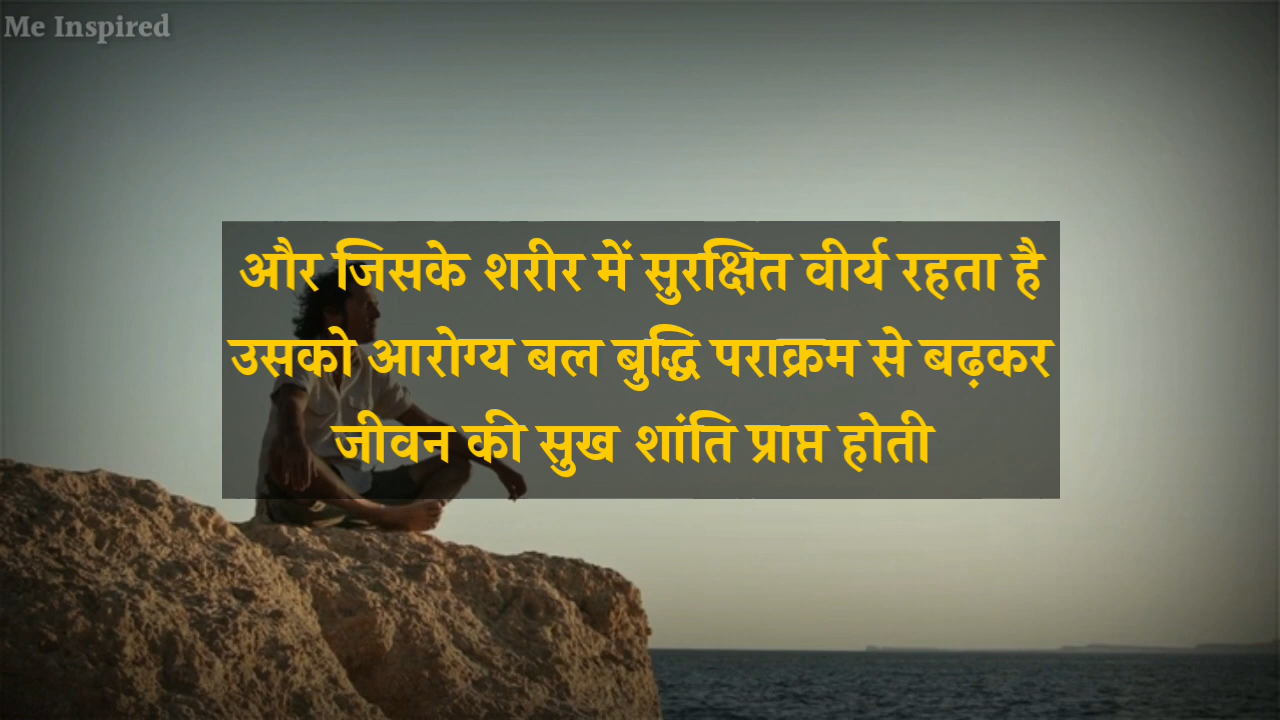 Me Inspired
और जिसके शरीर में सुरक्षित वीर्य रहता है
उसको आरोग्य बल बुद्धि पराक्रम से बढ़कर
जीवन की सुख शांति प्राप्त होती